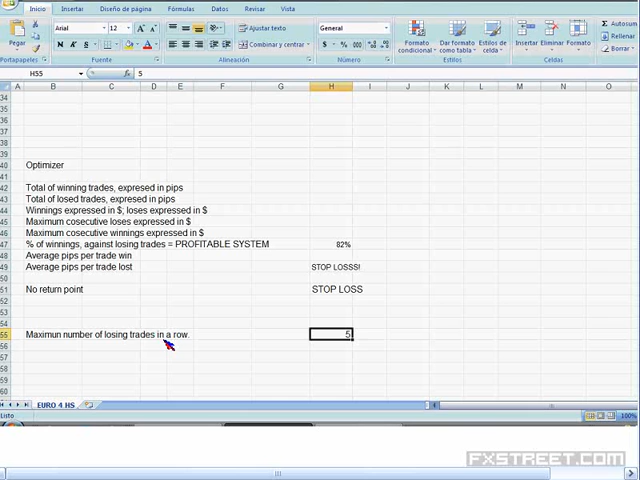 Inicio Insertar Diseño de página Fórmulas Datos Revisar Vista
Pegar Arial 12 Ajustar texto General Formato condicional Dar formato como tabla Estilos de celda Insertar Eliminar Formato Autosum
Rellenar
N K S Combinar y centrar $ % 000 Borrar
Portapapeles Fuente Alineación Número Estilos Celdas
H55 fx 5
A B C D E F G H I J K L M N O
34
35
36
37
38
39
40 Optimizer
41
42 Total of winning trades, expresed in pips
43 Total of losed trades, expresed in pips
44 Winnings expressed in $; loses expresed in $
45 Maximum cosecutive loses expresed in $
46 Maximum cosecutive winnings expresed in $
47 % of winnings, against losing trades = PROFITABLE SYSTEM 82%
48 Average pips per trade win
49 Average pips per trade lost STOP LOSSS!
50
51 No return point STOP LOSS
52
53
54
55 Maximun number of losing trades in a row. 5
56
57
58
59
60
EURO 4 HS
Listo 100%
FXSTREET.COM